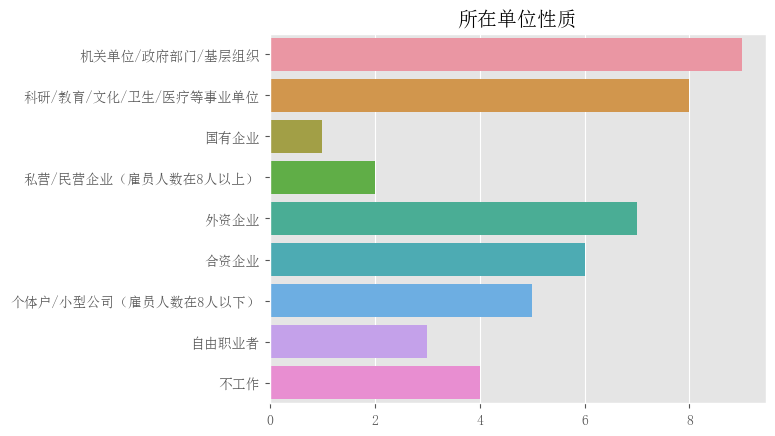 所在单位性质
机关单位/政府部门/基层组织
科研/教育/文化/卫生/医疗等事业单位
国有企业
私营/民营企业（雇员人数在8人以上）
外资企业
合资企业
个体户/小型公司（雇员人数在8人以下）
自由职业者
不工作
0 2 4 6 8